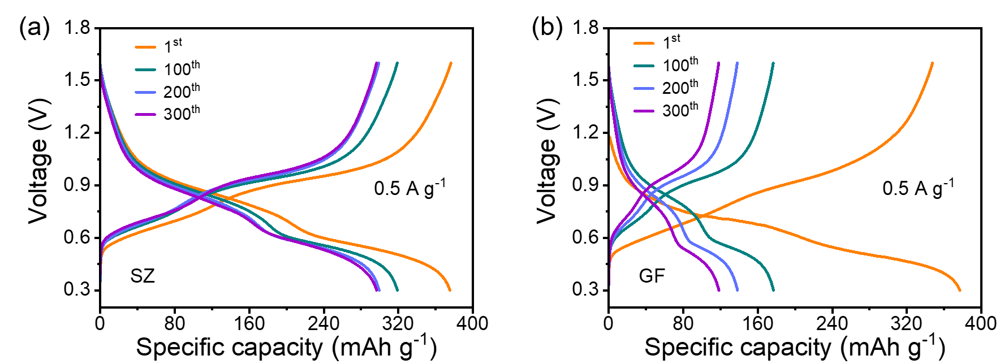 (a)
1.8
1.5
1.2
0.9
0.6
0.3
Voltage (V)
1st
100th
200th
300th
0.5 A g-1
SZ
0 80 160 240 320 400
Specific capacity (mAh g-1)
(b)
1.8
1.5
1.2
0.9
0.6
0.3
Voltage (V)
1st
100th
200th
300th
0.5 A g-1
GF
0 80 160 240 320 400
Specific capacity (mAh g-1)